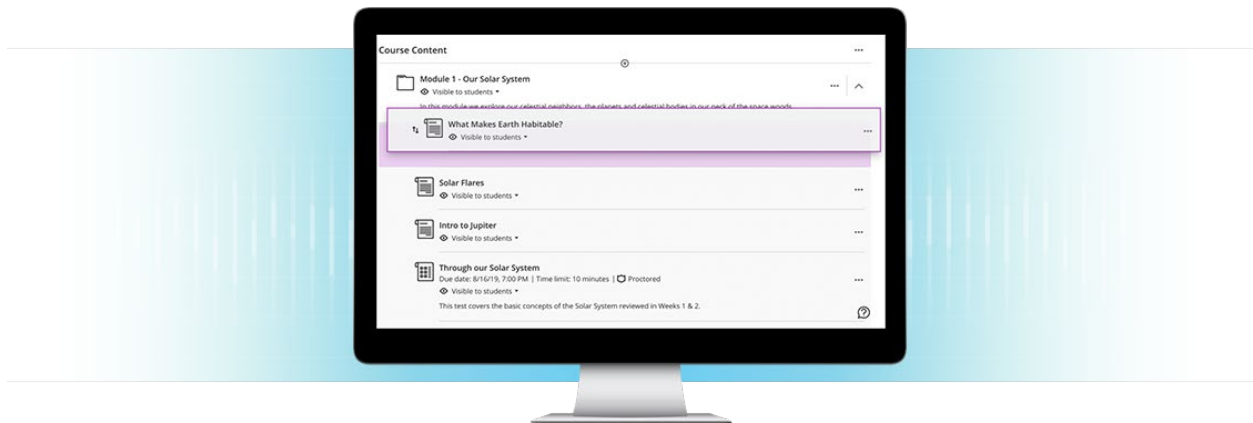 Course Content
Module 1 - Our Solar System
Visible to students
In this module we explore our celestial neighbors, the planets and celestial bodies in our neck of the space woods.
What Makes Earth Habitable?
Visible to students
Solar Flares
Visible to students
Intro to Jupiter
Visible to students
Through our Solar System
Due date: 8/16/19, 7:00 PM | Time limit: 10 minutes | Proctored
Visible to students
This test covers the basic concepts of the Solar System reviewed in Weeks 1 & 2.